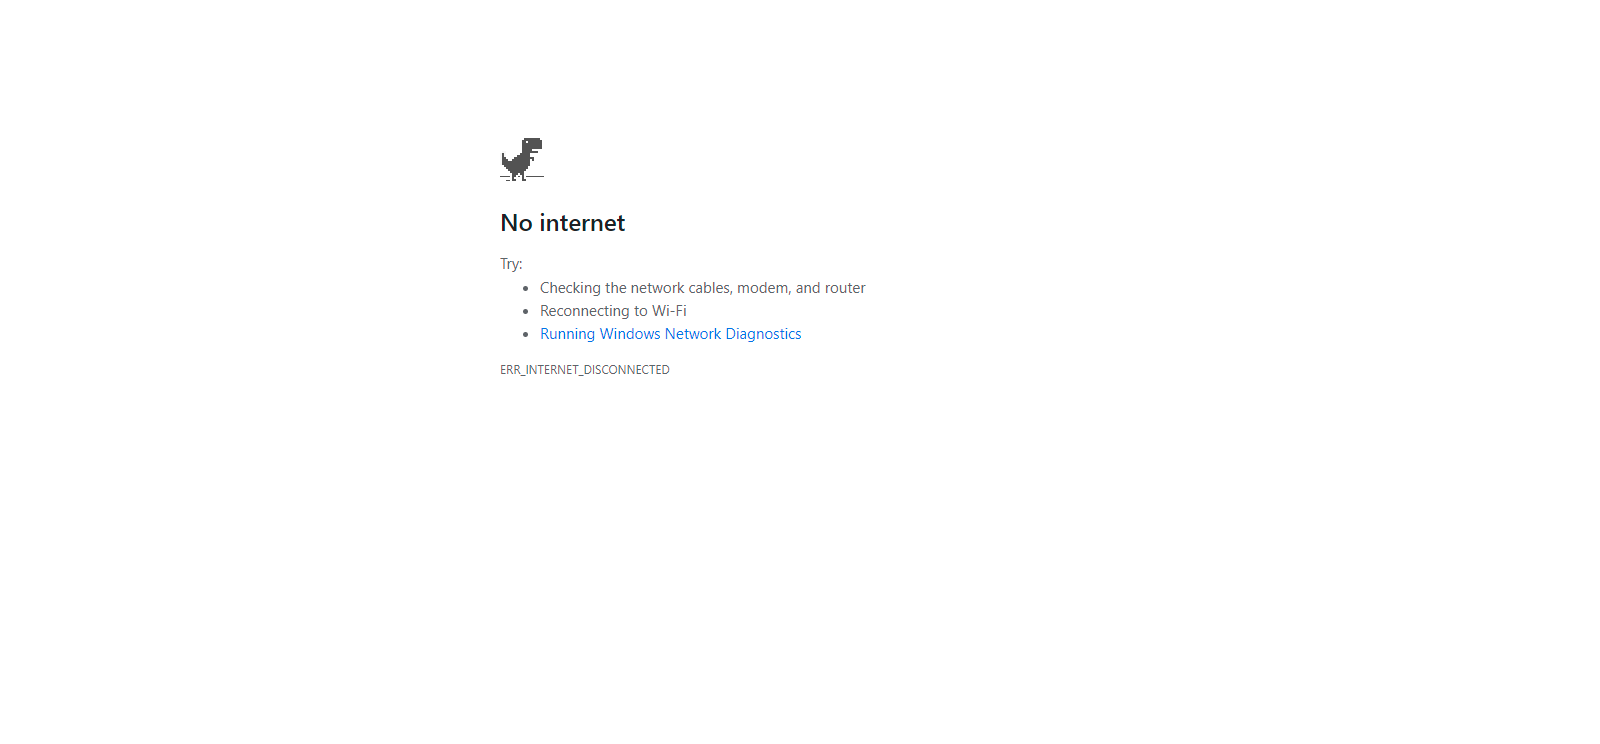 No internet
Try:
Checking the network cables, modem, and router
Reconnecting to Wi-Fi
Running Windows Network Diagnostics
ERR_INTERNET_DISCONNECTED